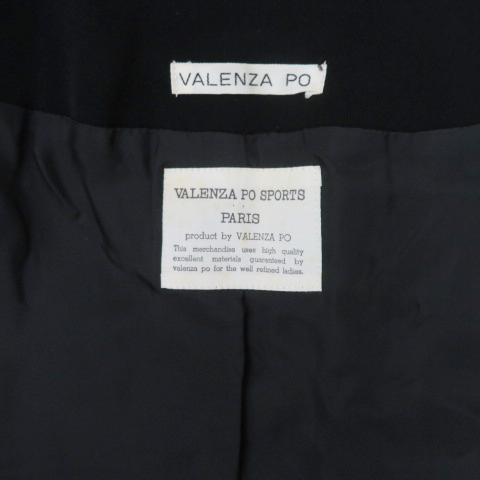 VALENZA PO
VALENZA PO SPORTS
PARIS
product by VALENZA PO
This merchandise uses high quality
excellent materials guaranteed by
valenza po for the well refined ladies.